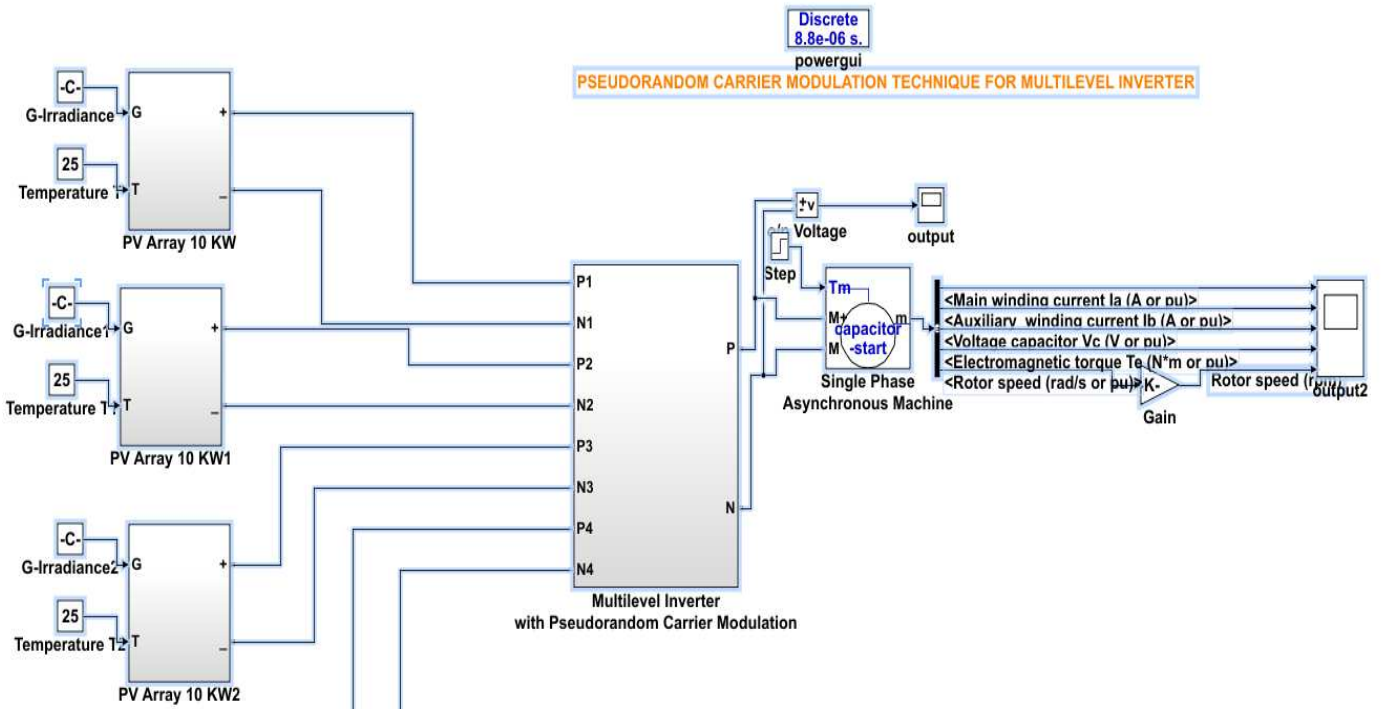 Discrete
8.8e-06 s.
powergui
PSEUDORANDOM CARRIER MODULATION TECHNIQUE FOR MULTILEVEL INVERTER
-C-
G-Irradiance
25
Temperature
G
T
+
_
PV Array 10 KW
-C-
G-Irradiance1
25
Temperature
G
T
+
_
PV Array 10 KW1
-C-
G-Irradiance2
25
Temperature T2
G
T
+
_
PV Array 10 KW2
P1
N1
P2
N2
P3
N3
P4
N4
P
N
Multilevel Inverter
with Pseudorandom Carrier Modulation
+
-
v
Voltage
output
Step
Tm
M+
M
m
capacitor
-start
Single Phase
Asynchronous Machine
<Main winding current Ia (A or pu)>
<Auxiliary winding current Ib (A or pu)>
<Voltage capacitor Vc (V or pu)>
<Electromagnetic torque Te (N*m or pu)>
<Rotor speed (rad/s or pu)>
K-
Gain
Rotor speed
output2